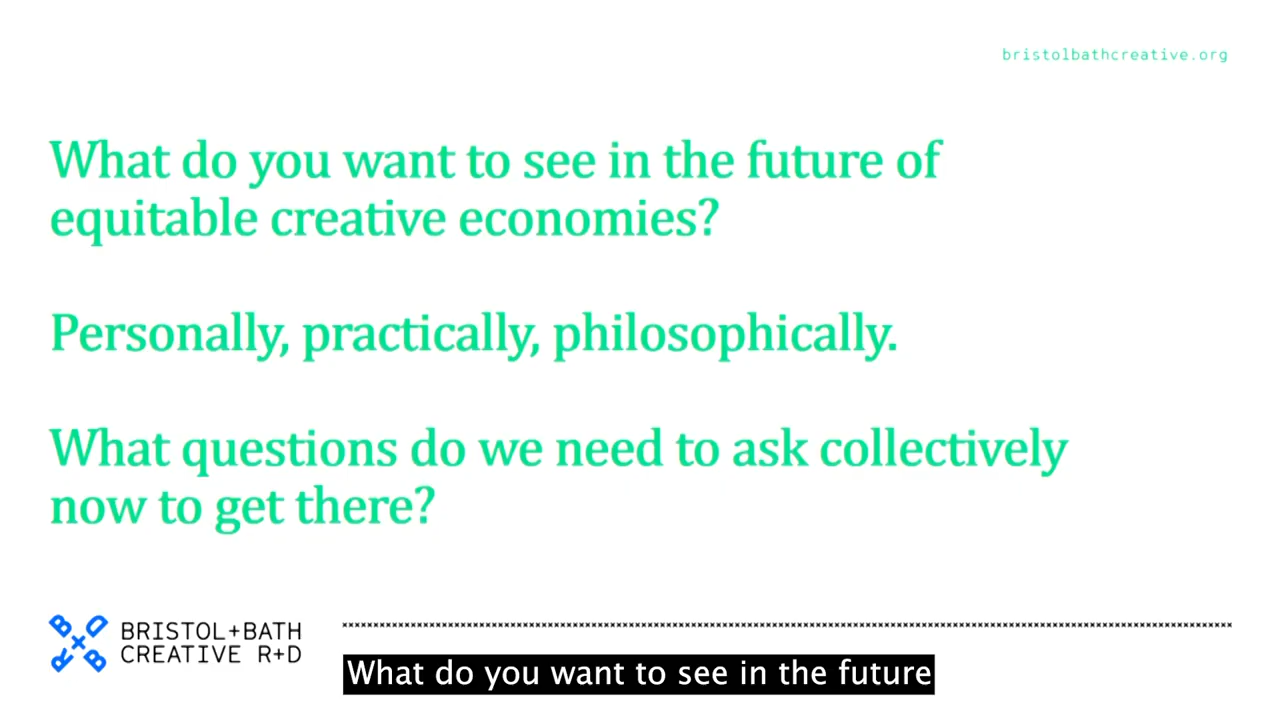 bristolbathcreative.org
What do you want to see in the future of
equitable creative economies?
Personally, practically, philosophically.
What questions do we need to ask collectively
now to get there?
B+D
R+B
BRISTOL+BATH
CREATIVE R+D
What do you want to see in the future